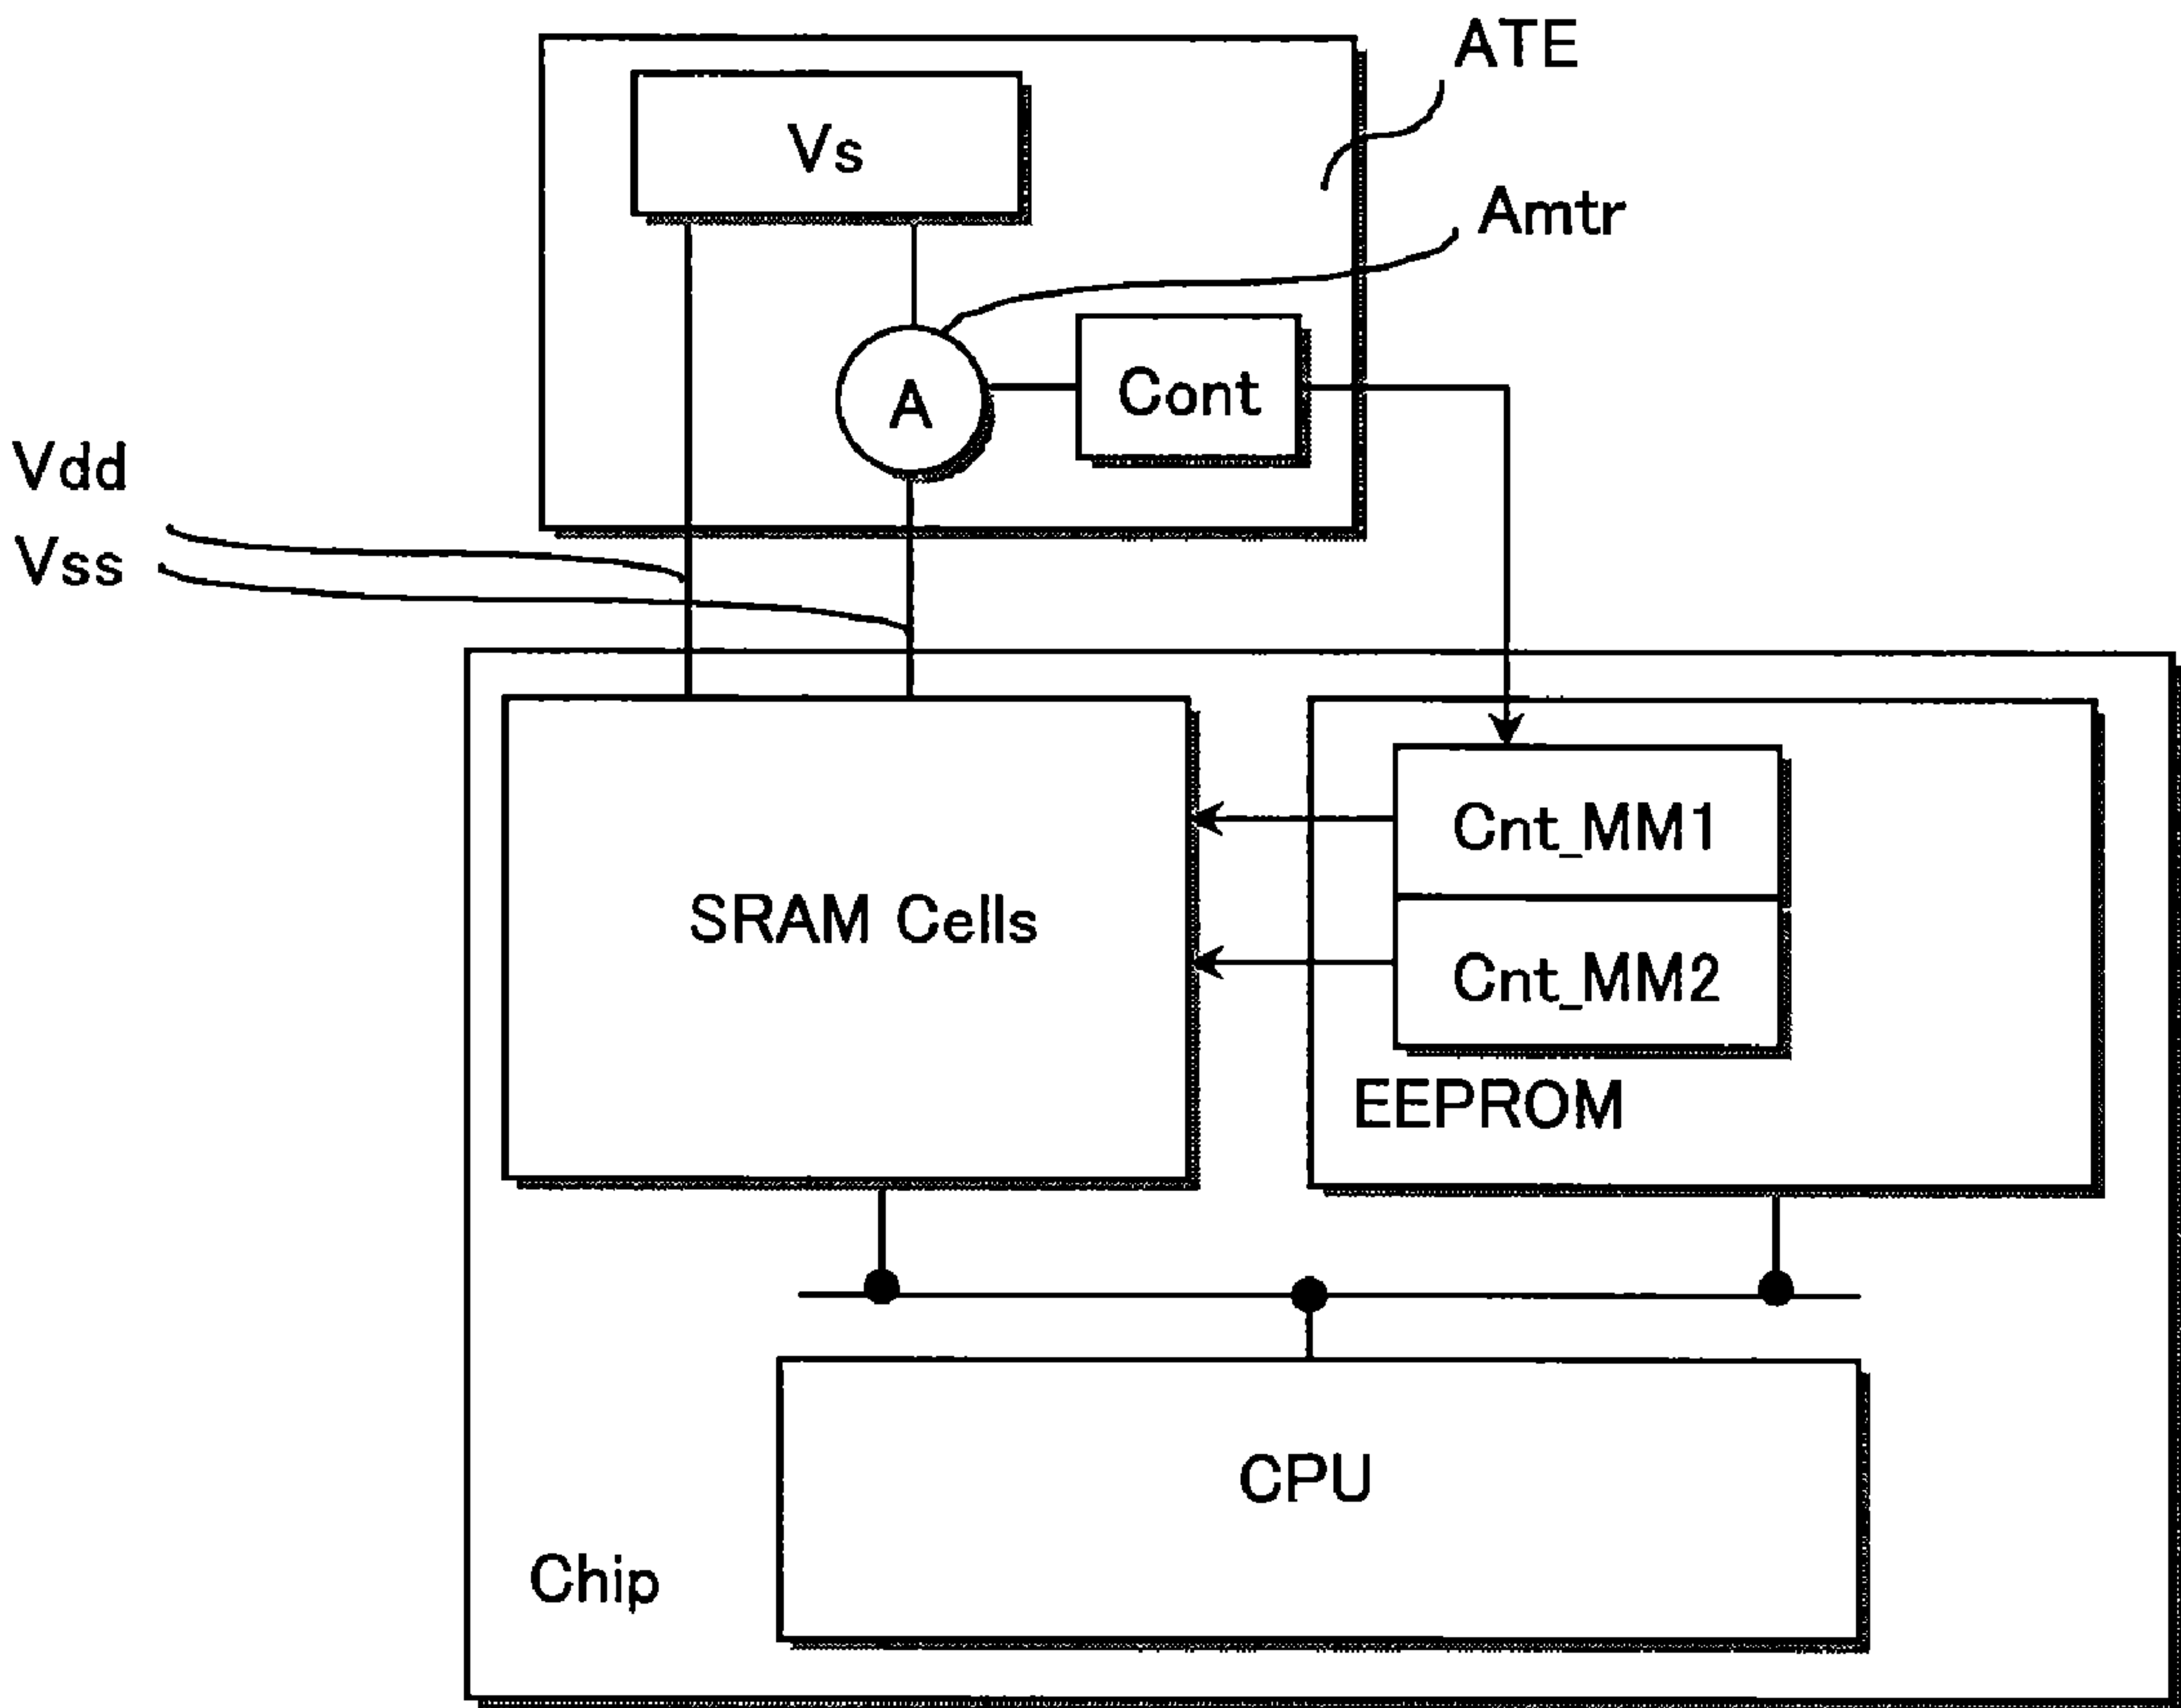 ATE
Vs
Amtr
Cont
A
Vdd
Vss
Cnt_MM1
SRAM Cells
Cnt_MM2
EEPROM
CPU
Chip